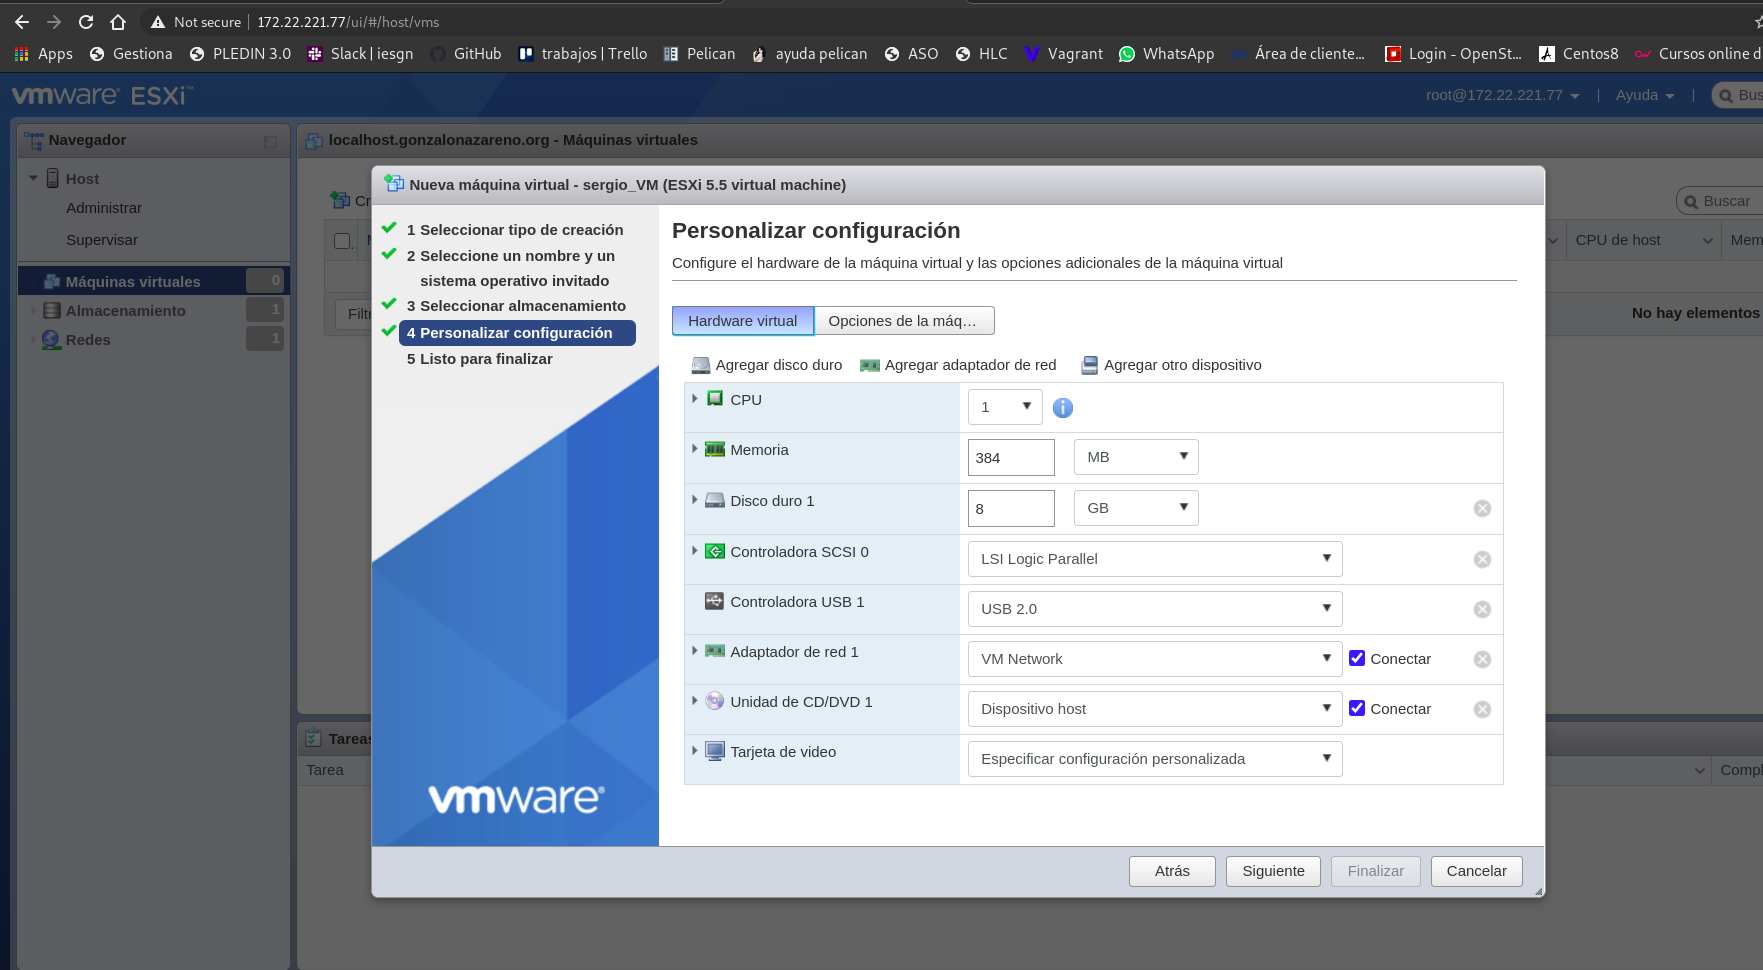 Not secure | 172.22.221.77/ui/#/host/vms
Apps Gestiona PLEDIN 3.0 Slack | iesgn GitHub trabajos | Trello Pelican ayuda pelican ASO HLC Vagrant WhatsApp Área de cliente... Login - OpenSt... Centos8 Cursos online d
vmware ESXi™
root@172.22.221.77 | Ayuda | Bus
Navegador
localhost.gonzalonazareno.org - Máquinas virtuales
Host
Administrar
Supervisar
Máquinas virtuales 0
Almacenamiento 1
Redes 1
Cr
Buscar
CPU de host
Mem
Filtr
No hay elementos
Nueva máquina virtual - sergio_VM (ESXi 5.5 virtual machine)
1 Seleccionar tipo de creación
2 Seleccione un nombre y un
sistema operativo invitado
3 Seleccionar almacenamiento
4 Personalizar configuración
5 Listo para finalizar
vmware®
Personalizar configuración
Configure el hardware de la máquina virtual y las opciones adicionales de la máquina virtual
Hardware virtual Opciones de la máq...
Agregar disco duro Agregar adaptador de red Agregar otro dispositivo
CPU 1
Memoria 384 MB
Disco duro 1 8 GB
Controladora SCSI 0 LSI Logic Parallel
Controladora USB 1 USB 2.0
Adaptador de red 1 VM Network Conectar
Unidad de CD/DVD 1 Dispositivo host Conectar
Tarjeta de video Especificar configuración personalizada
Atrás Siguiente Finalizar Cancelar
Tareas
Tarea
Compl